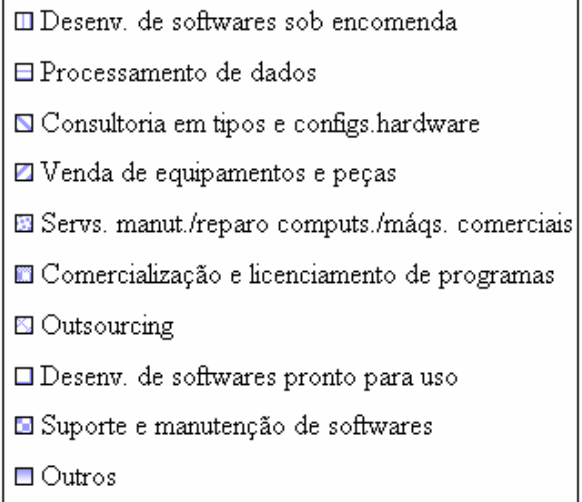 Desenv. de softwares sob encomenda
Processamento de dados
Consultoria em tipos e configs.hardware
Venda de equipamentos e peças
Servs. manut./reparo computs./máqs. comerciais
Comercialização e licenciamento de programas
Outsourcing
Desenv. de softwares pronto para uso
Suporte e manutenção de softwares
Outros